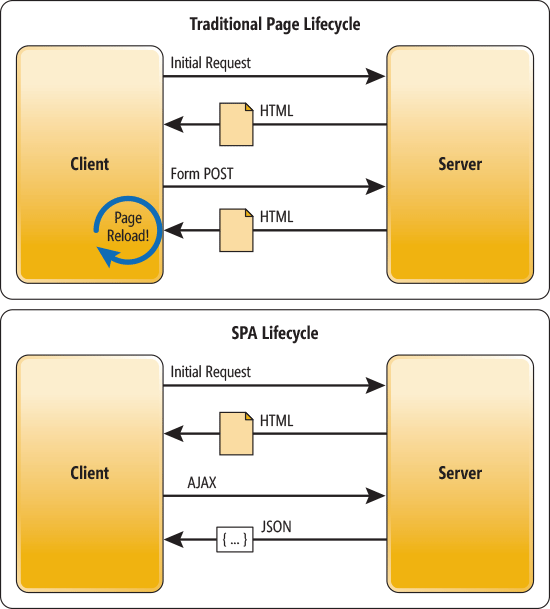 Traditional Page Lifecycle
Initial Request
HTML
Client
Server
Form POST
Page
Reload!
HTML
SPA Lifecycle
Initial Request
HTML
Client
Server
AJAX
JSON
{ ... }